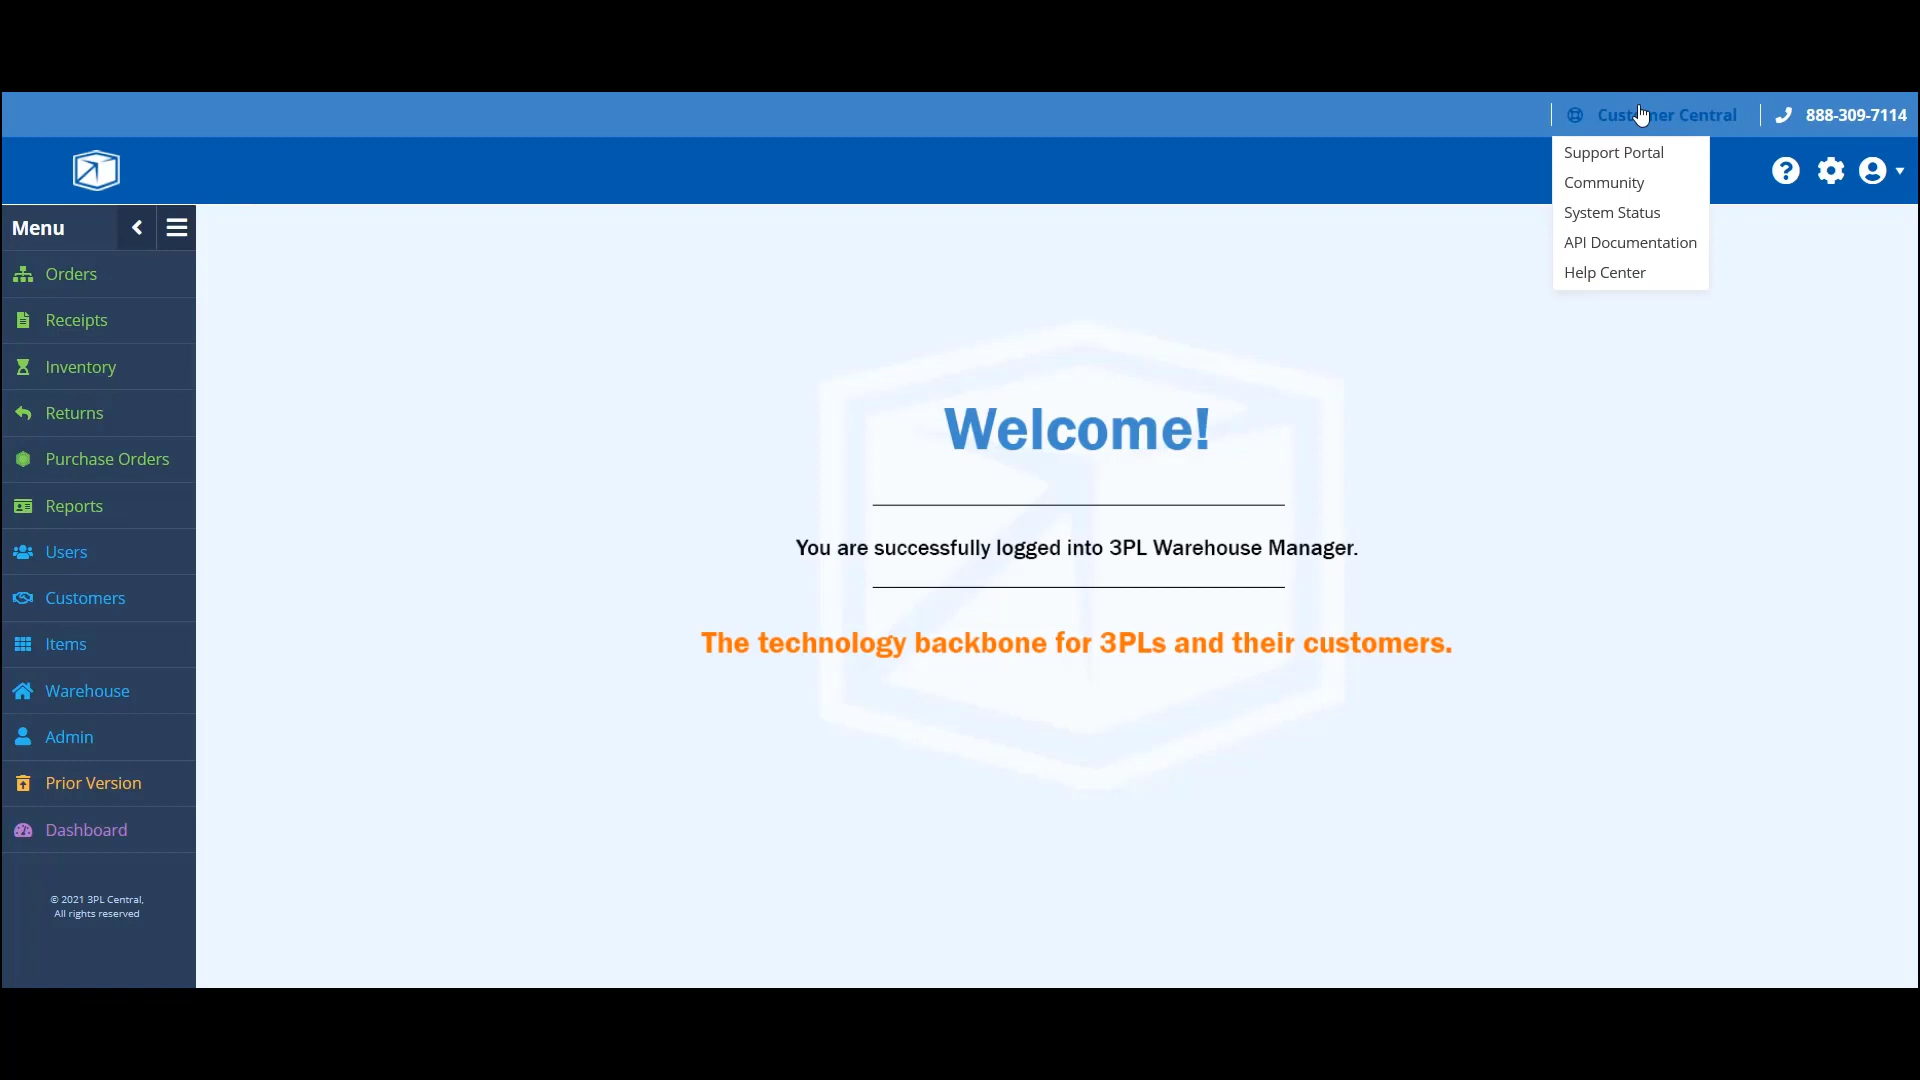 Customer Central
888-309-7114
Support Portal
Community
System Status
API Documentation
Help Center
Menu
Orders
Receipts
Inventory
Returns
Purchase Orders
Reports
Users
Customers
Items
Warehouse
Admin
Prior Version
Dashboard
© 2021 3PL Central,
All rights reserved
Welcome!
You are successfully logged into 3PL Warehouse Manager.
The technology backbone for 3PLs and their customers.